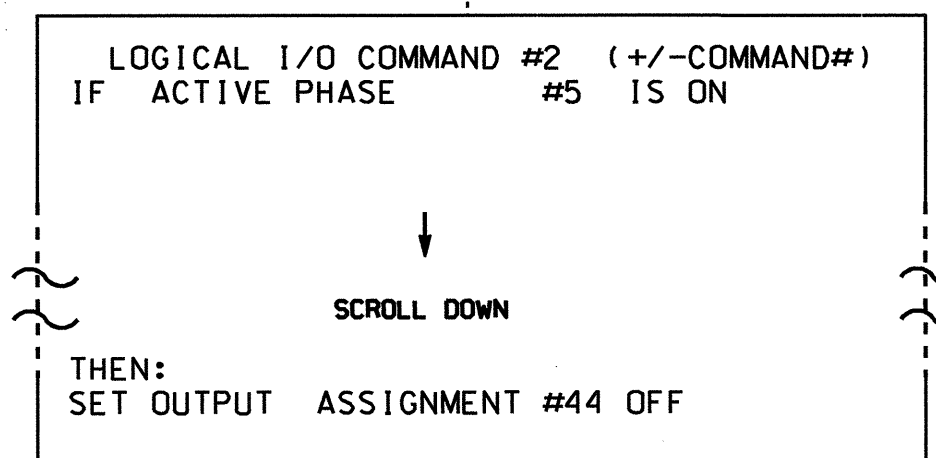 LOGICAL I/O COMMAND #2 (+/-COMMAND#)
IF ACTIVE PHASE #5 IS ON
SCROLL DOWN
THEN:
SET OUTPUT ASSIGNMENT #44 OFF